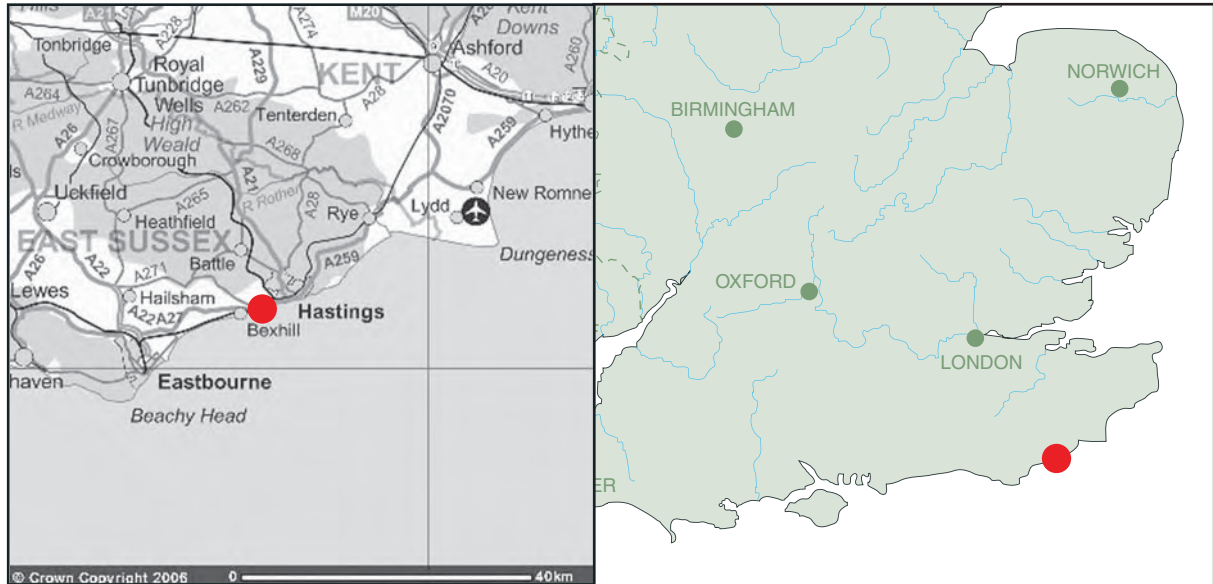 A21
A228
A274
M20
Kent
Downs
Tonbridge
A229
Ashford
A260
Royal
Tunbridge
Wells
KENT
A20
A264
A262
A28
R Medway
A26
A267
High
Weald
Tenterden
A2070
A259
Hythe
Crowborough
A268
Uckfield
A265
A21
R Rother
A28
New Romne
Heathfield
Rye
Lydd
EAST SUSSEX
A26
A22
Battle
A259
Dungeness
A271
Lewes
Hailsham
Hastings
A22
A27
Bexhill
haven
Eastbourne
Beachy Head
© Crown Copyright 2006
0
40km
NORWICH
BIRMINGHAM
OXFORD
LONDON
ER